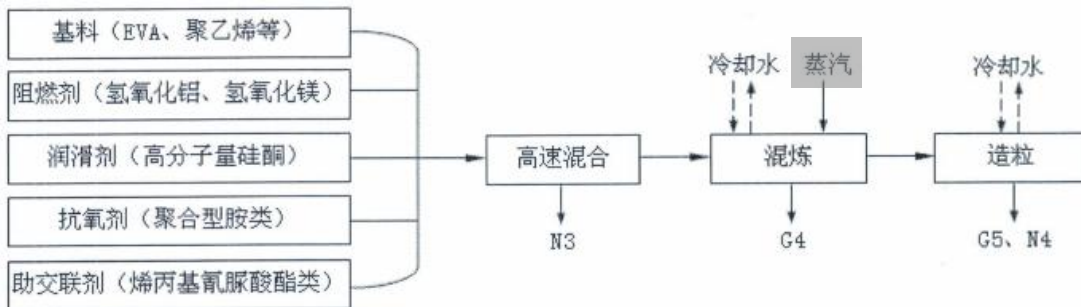 基料（EVA、聚乙烯等）
阻燃剂（氢氧化铝、氢氧化镁）
润滑剂（高分子量硅酮）
抗氧剂（聚合型胺类）
助交联剂（烯丙基氰脲酸酯类）
高速混合
N3
冷却水 蒸汽
混炼
G4
冷却水
造粒
G5、N4